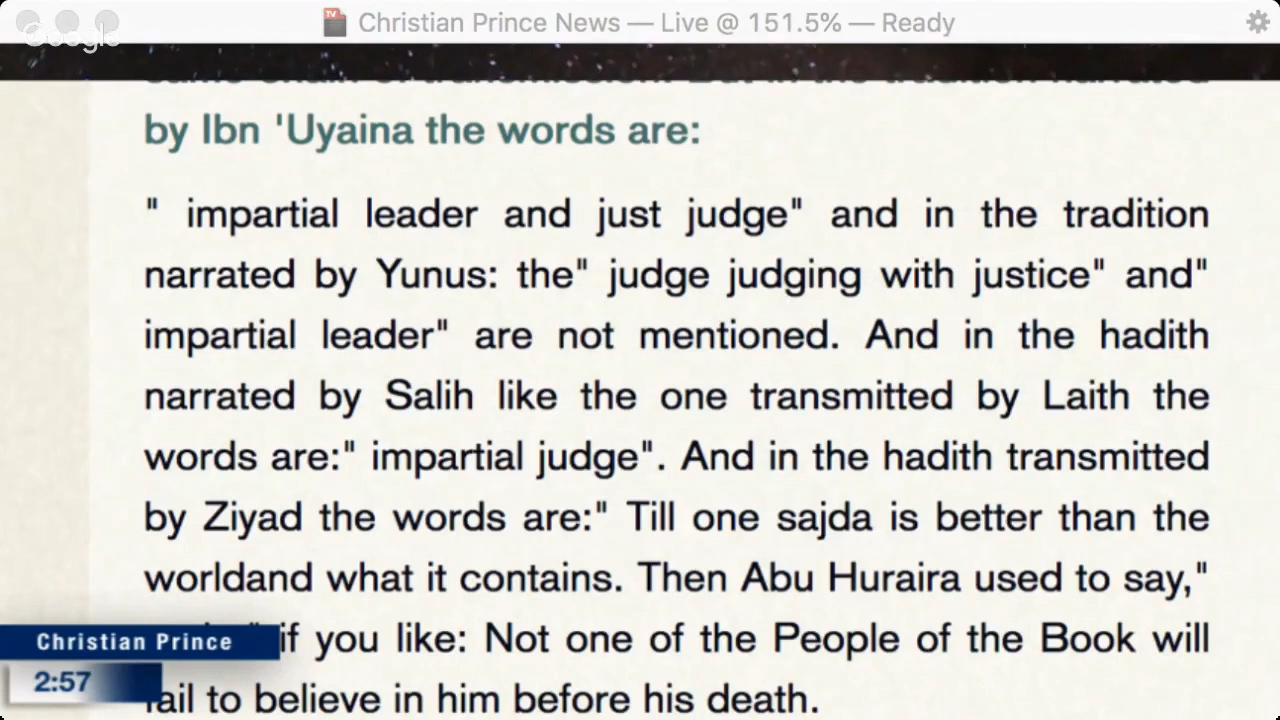 Christian Prince News — Live @ 151.5% — Ready
Google
by Ibn 'Uyaina the words are:
" impartial leader and just judge" and in the tradition
narrated by Yunus: the" judge judging with justice" and"
impartial leader" are not mentioned. And in the hadith
narrated by Salih like the one transmitted by Laith the
words are:" impartial judge". And in the hadith transmitted
by Ziyad the words are:" Till one sajda is better than the
worldand what it contains. Then Abu Huraira used to say,"
if you like: Not one of the People of the Book will
fail to believe in him before his death.
Christian Prince
2:57